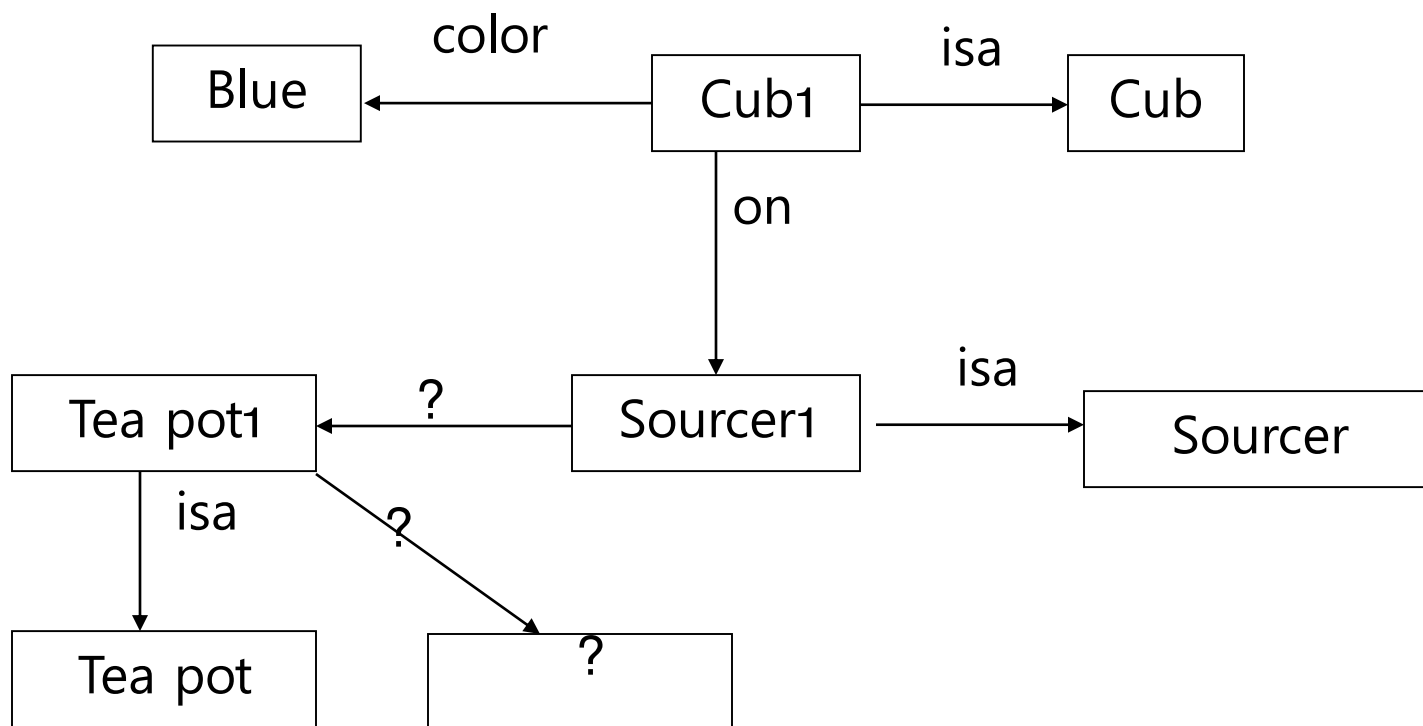 color
isa
Blue
Cub1
Cub
on
isa
Tea pot1
?
Sourcer1
Sourcer
isa
?
Tea pot
?